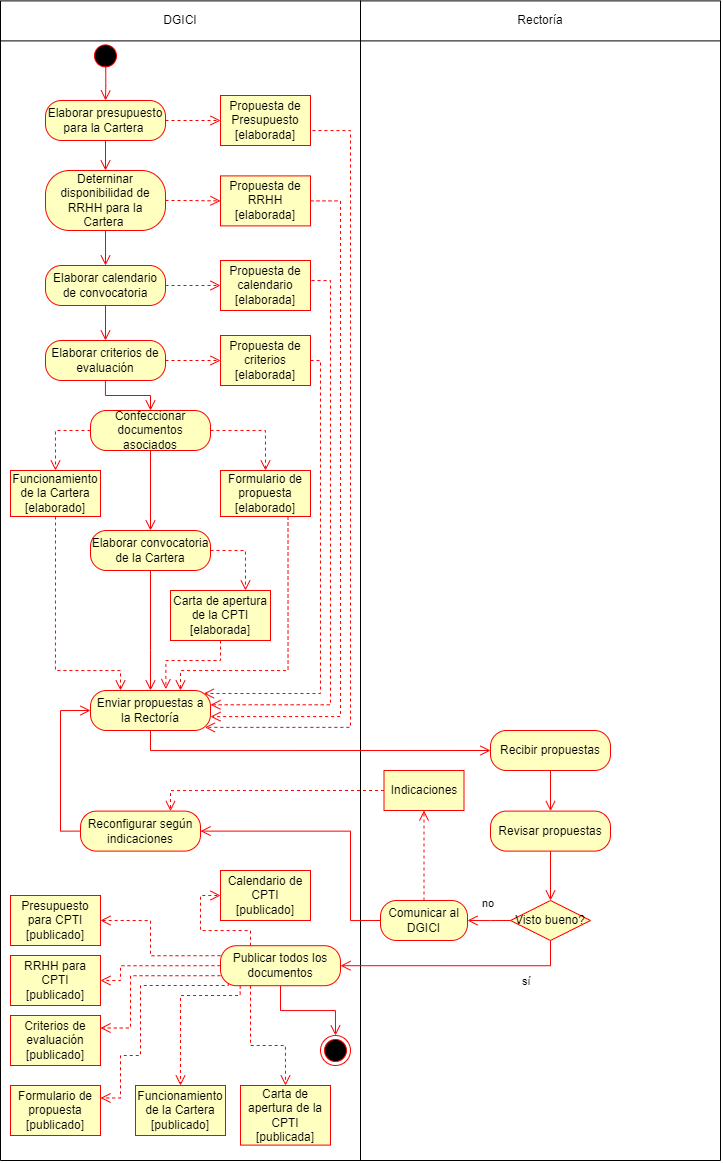 DGICI
Rectoría
Elaborar presupuesto
para la Cartera
Propuesta de
Presupuesto
[elaborada]
Deterninar
disponibilidad de
RRHH para la
Cartera
Propuesta de
RRHH
[elaborada]
Elaborar calendario
de convocatoria
Propuesta de
calendario
[elaborada]
Elaborar criterios de
evaluación
Propuesta de
criterios
[elaborada]
Confeccionar
documentos
asociados
Funcionamiento
de la Cartera
[elaborado]
Formulario de
propuesta
[elaborado]
Elaborar convocatoria
de la Cartera
Carta de apertura
de la CPTI
[elaborada]
Enviar propuestas a
la Rectoría
Recibir propuestas
Indicaciones
Reconfigurar según
indicaciones
Revisar propuestas
Calendario de
CPTI
[publicado]
Presupuesto
para CPTI
[publicado]
Comunicar al
DGICI
no
Visto bueno?
sí
Publicar todos los
documentos
RRHH para
CPTI
[publicado]
Criterios de
evaluación
[publicado]
Formulario de
propuesta
[publicado]
Funcionamiento
de la Cartera
[publicado]
Carta de
apertura de la
CPTI
[publicada]